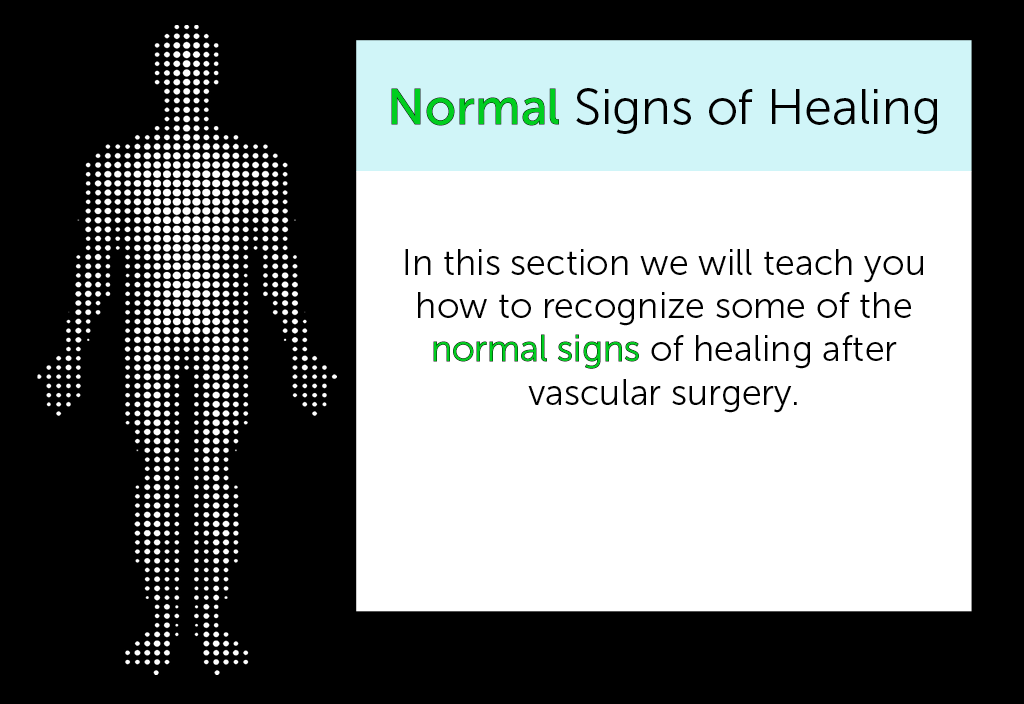 Normal Signs of Healing
In this section we will teach you
how to recognize some of the
normal signs of healing after
vascular surgery.